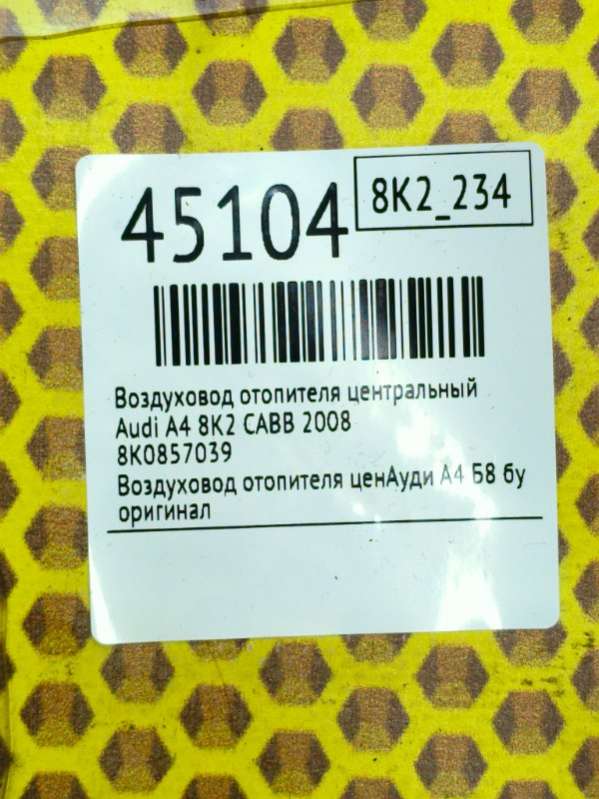 45104
8K2_234
Воздуховод отопителя центральный
Audi A4 8K2 CABB 2008
8K0857039
Воздуховод отопителя ценАуди А4 Б8 бу
оригинал